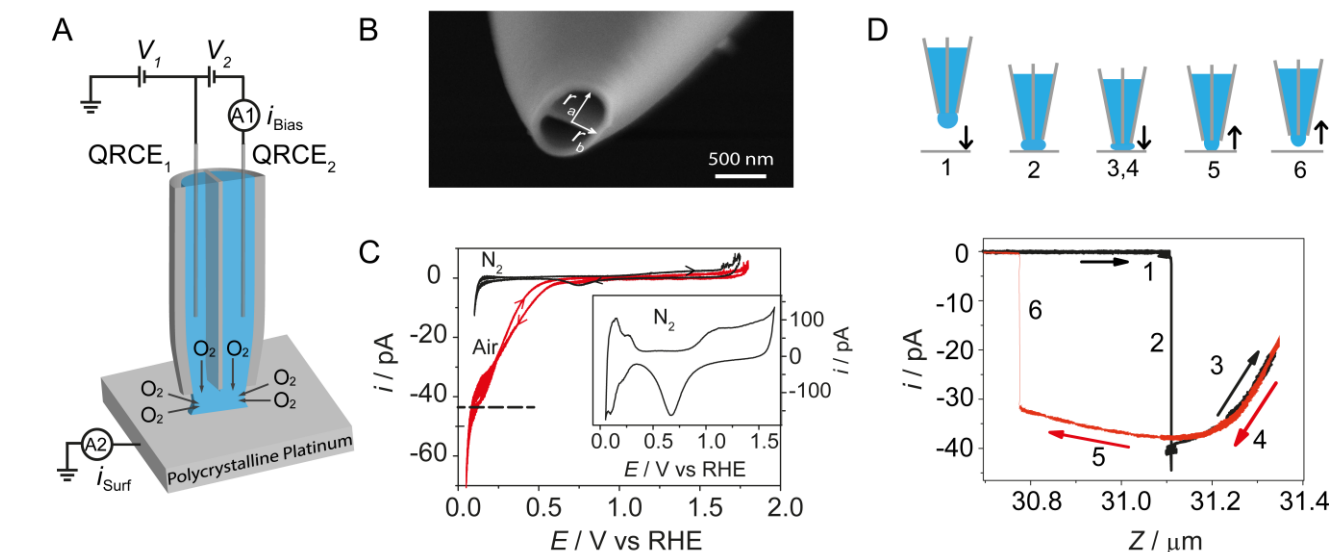 A
V1
V2
A1
iBias
QRCE1
QRCE2
O2
O2
O2
O2
O2
O2
A2
iSurf
Polycrystalline Platinum
B
ra
rb
500 nm
C
0
-20
-40
-60
i / pA
N2
Air
0.0
0.5
1.0
1.5
2.0
E / V vs RHE
N2
100
0
-100
i / pA
0.0
0.5
1.0
1.5
E / V vs RHE
D
1
2
3,4
5
6
0
-10
-20
-30
-40
i / pA
1
2
3
4
5
6
30.8
31.0
31.2
31.4
Z / μm